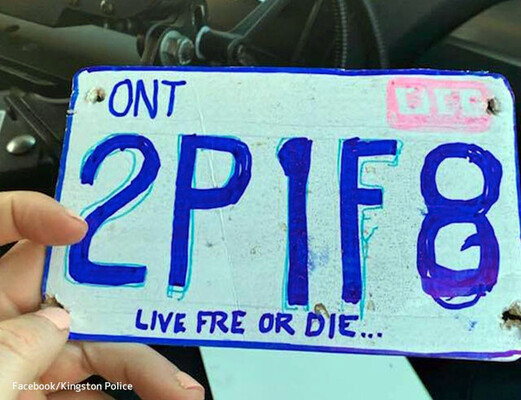 ONT
2P1F8
LIVE FRE OR DIE...
Facebook/Kingston Police